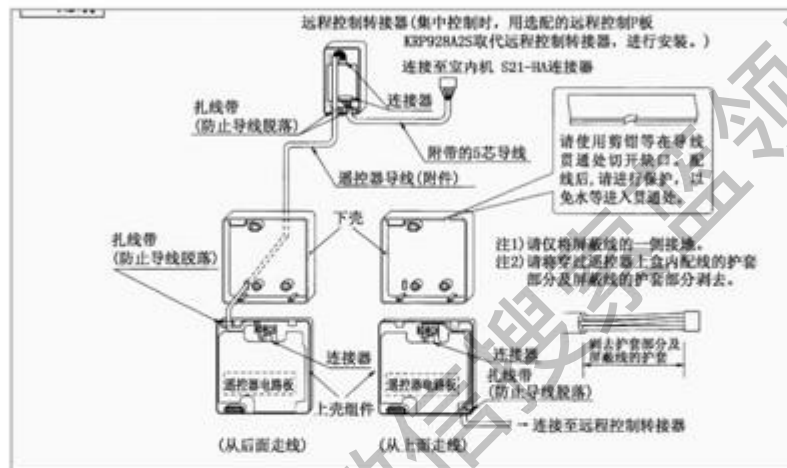 远程控制转接器(集中控制时，用选配的远程控制P板
KRP928A2S取代远程控制转接器，进行安装。)
连接至室内机 S21-HA连接器
连接器
扎线带
(防止导线脱落)
附带的5芯导线
遥控器导线(附件)
请使用剪钳等在导线
贯通处切开缺口。配
线后,请进行保护，以
免水等进入贯通处。
下壳
扎线带
(防止导线脱落)
注1)请仅将屏蔽线的一侧接地。
注2)请将穿过遥控器上盒内配线的护套
部分及屏蔽线的护套部分剥去。
连接器
遥控器电路板
上壳组件
(从后面走线)
连接器
遥控器电路板
扎线带
(防止导线脱落)
剥去护套部分及
屏蔽线的护套
连接至远程控制转接器
(从上面走线)
信搜索监领